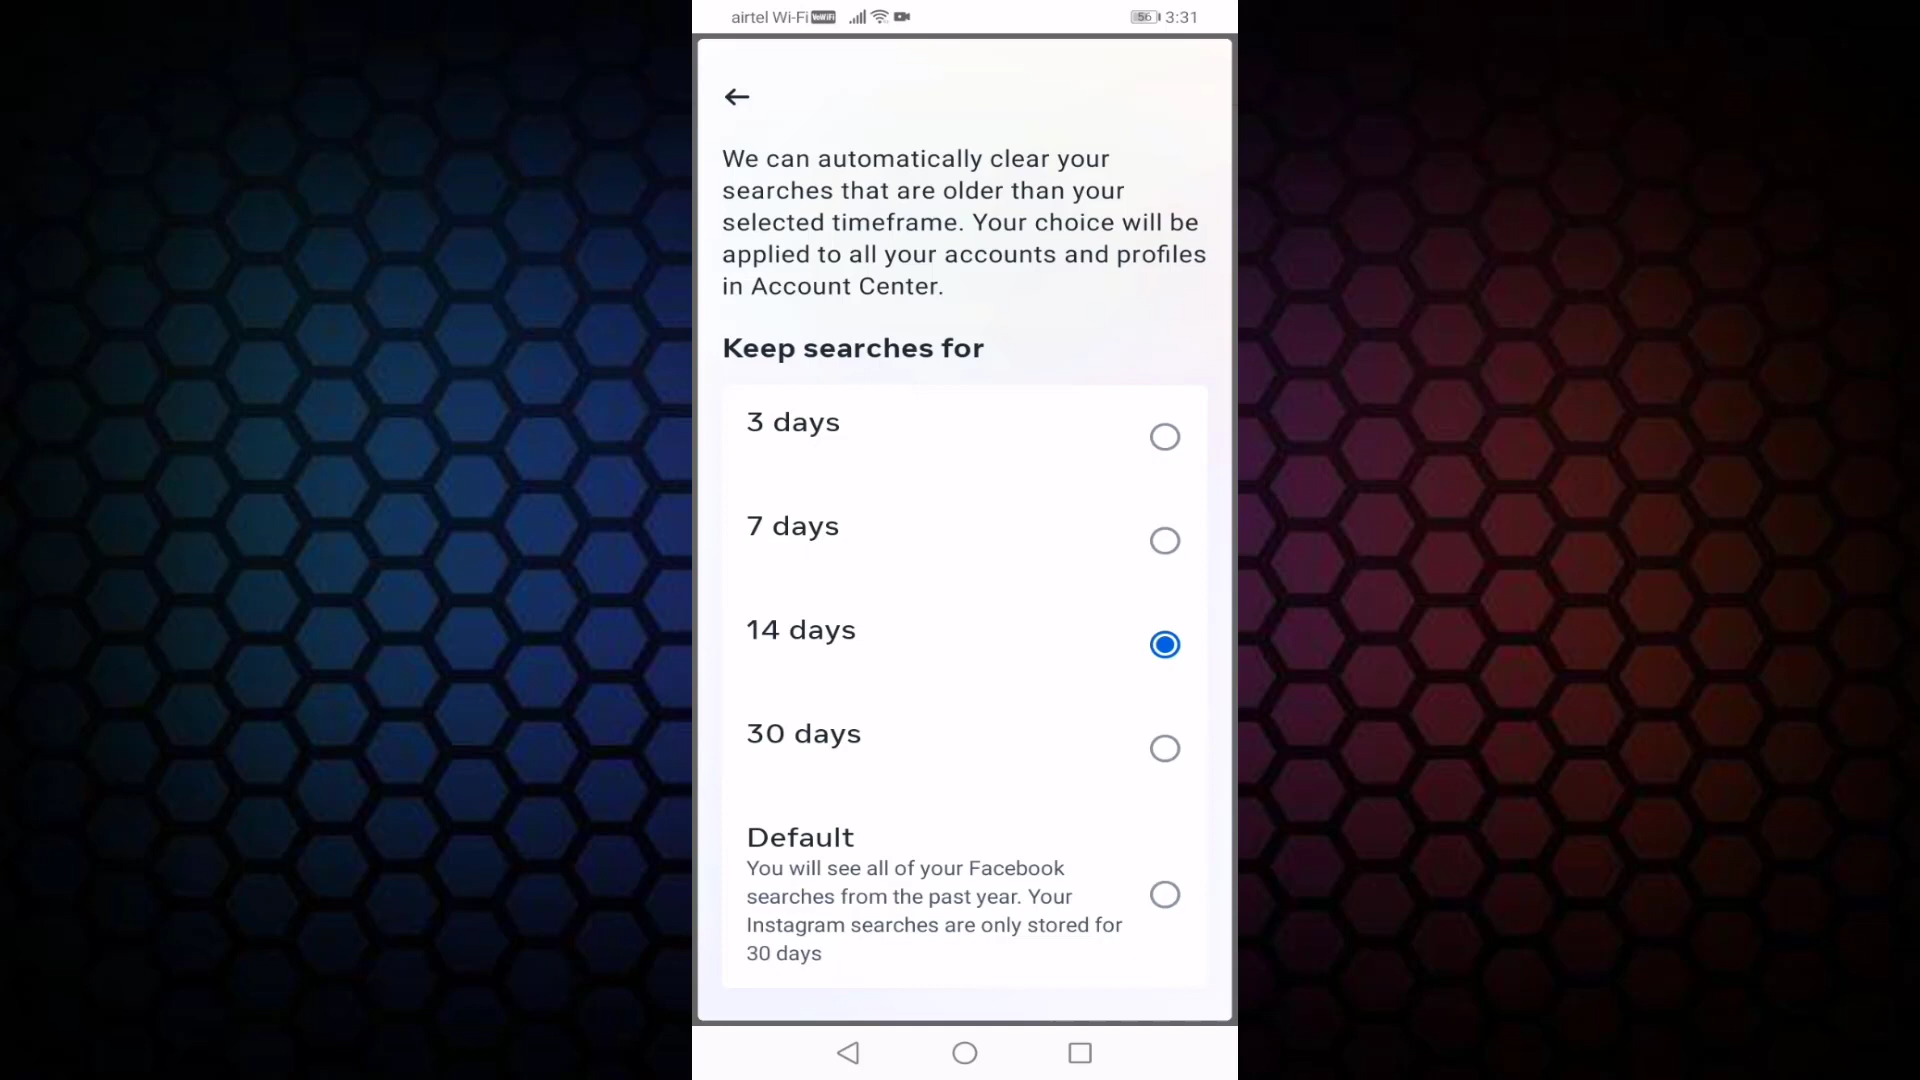 airtel Wi-Fi VoWiFi 56 3:31
We can automatically clear your
searches that are older than your
selected timeframe. Your choice will be
applied to all your accounts and profiles
in Account Center.
Keep searches for
3 days
7 days
14 days
30 days
Default
You will see all of your Facebook
searches from the past year. Your
Instagram searches are only stored for
30 days